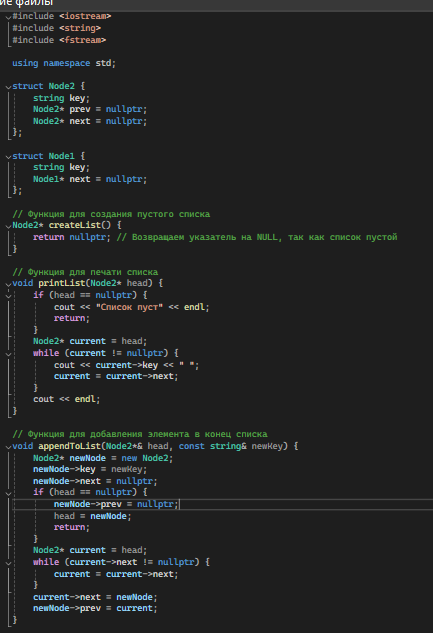 ие файлы
#include <iostream>
#include <string>
#include <fstream>
using namespace std;
struct Node2 {
string key;
Node2* prev = nullptr;
Node2* next = nullptr;
};
struct Node1 {
string key;
Node1* next = nullptr;
};
// Функция для создания пустого списка
Node2* createList() {
return nullptr; // Возвращаем указатель на NULL, так как список пустой
}
// Функция для печати списка
void printList(Node2* head) {
if (head == nullptr) {
cout << "Список пуст" << endl;
return;
}
Node2* current = head;
while (current != nullptr) {
cout << current->key << " ";
current = current->next;
}
cout << endl;
}
// Функция для добавления элемента в конец списка
void appendToList(Node2*& head, const string& newKey) {
Node2* newNode = new Node2;
newNode->key = newKey;
newNode->next = nullptr;
if (head == nullptr) {
newNode->prev = nullptr;
head = newNode;
return;
}
Node2* current = head;
while (current->next != nullptr) {
current = current->next;
}
current->next = newNode;
newNode->prev = current;
}